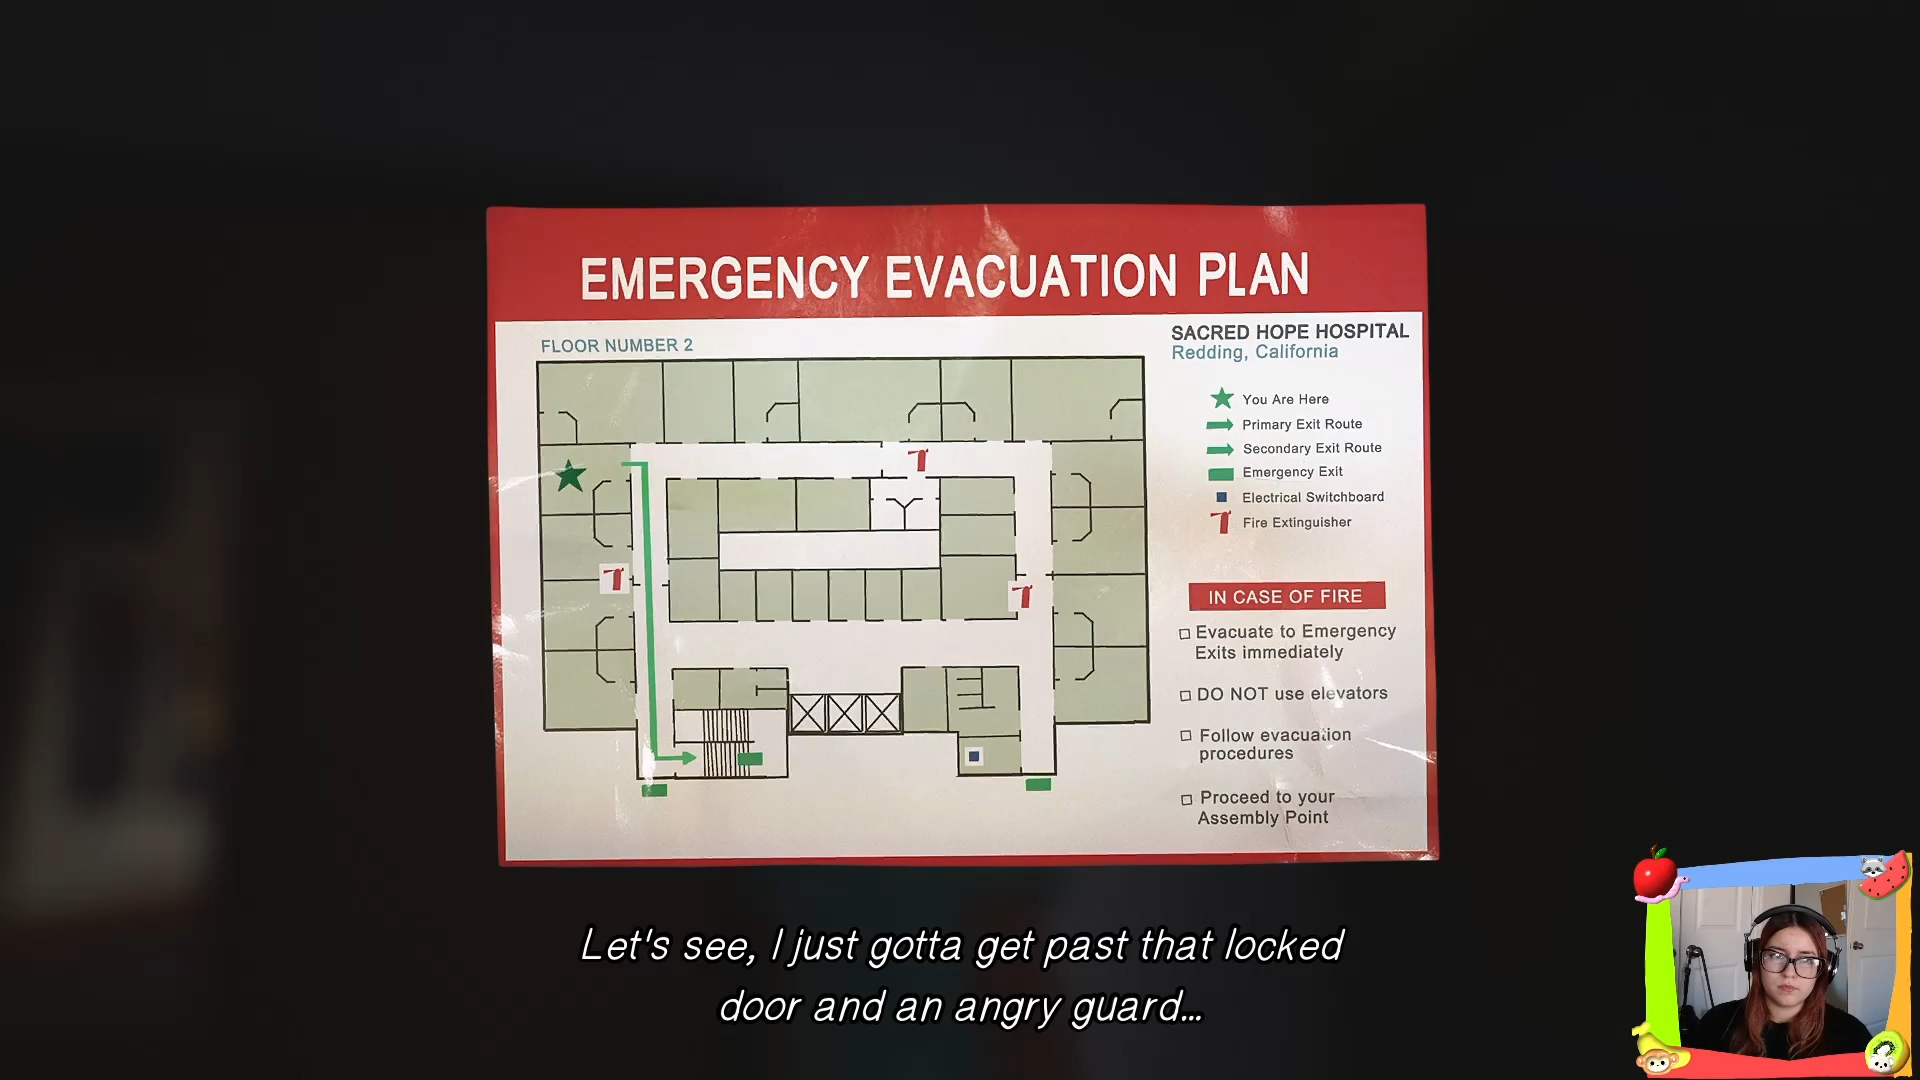 EMERGENCY EVACUATION PLAN
FLOOR NUMBER 2
SACRED HOPE HOSPITAL
Redding, California
You Are Here
Primary Exit Route
Secondary Exit Route
Emergency Exit
Electrical Switchboard
Fire Extinguisher
IN CASE OF FIRE
Evacuate to Emergency
Exits immediately
DO NOT use elevators
Follow evacuation
procedures
Proceed to your
Assembly Point
Let's see, I just gotta get past that locked
door and an angry guard...